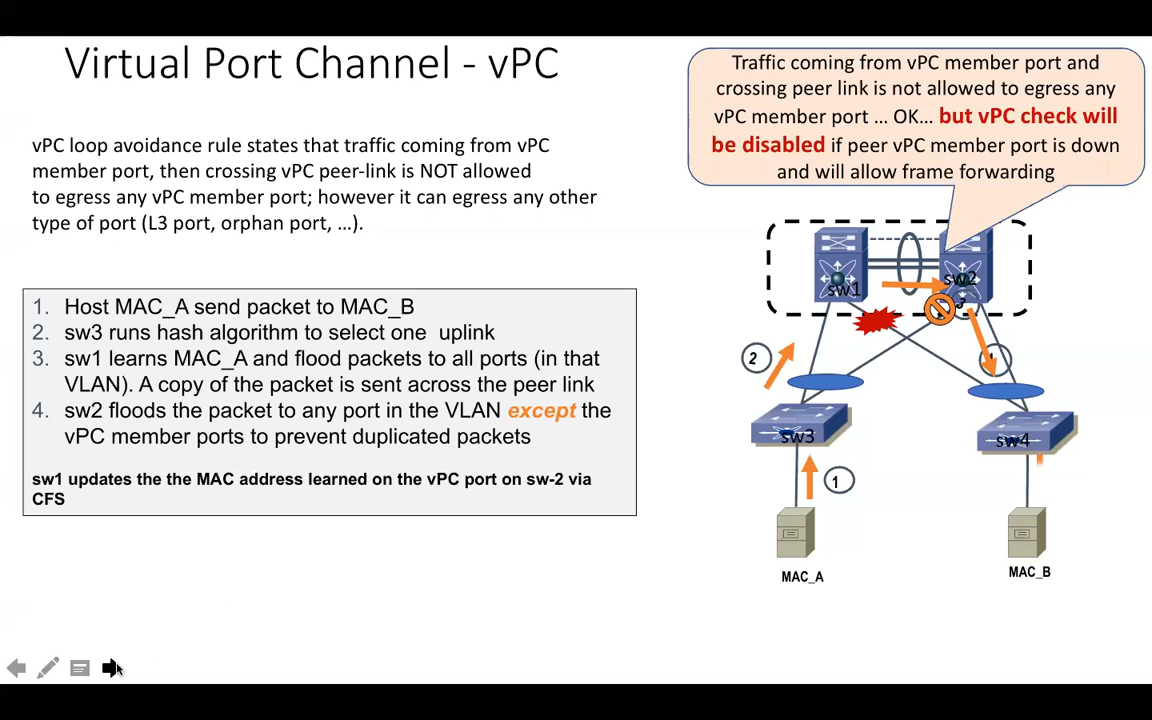 Virtual Port Channel - vPC
Traffic coming from vPC member port and
crossing peer link is not allowed to egress any
vPC member port … OK… but vPC check will
be disabled if peer vPC member port is down
and will allow frame forwarding
vPC loop avoidance rule states that traffic coming from vPC
member port, then crossing vPC peer-link is NOT allowed
to egress any vPC member port; however it can egress any other
type of port (L3 port, orphan port, …).
1. Host MAC_A send packet to MAC_B
2. sw3 runs hash algorithm to select one uplink
3. sw1 learns MAC_A and flood packets to all ports (in that
VLAN). A copy of the packet is sent across the peer link
4. sw2 floods the packet to any port in the VLAN except the
vPC member ports to prevent duplicated packets
sw1 updates the the MAC address learned on the vPC port on sw-2 via
CFS
sw1
sw2
3
2
4
sw3
sw4
1
MAC_A
MAC_B